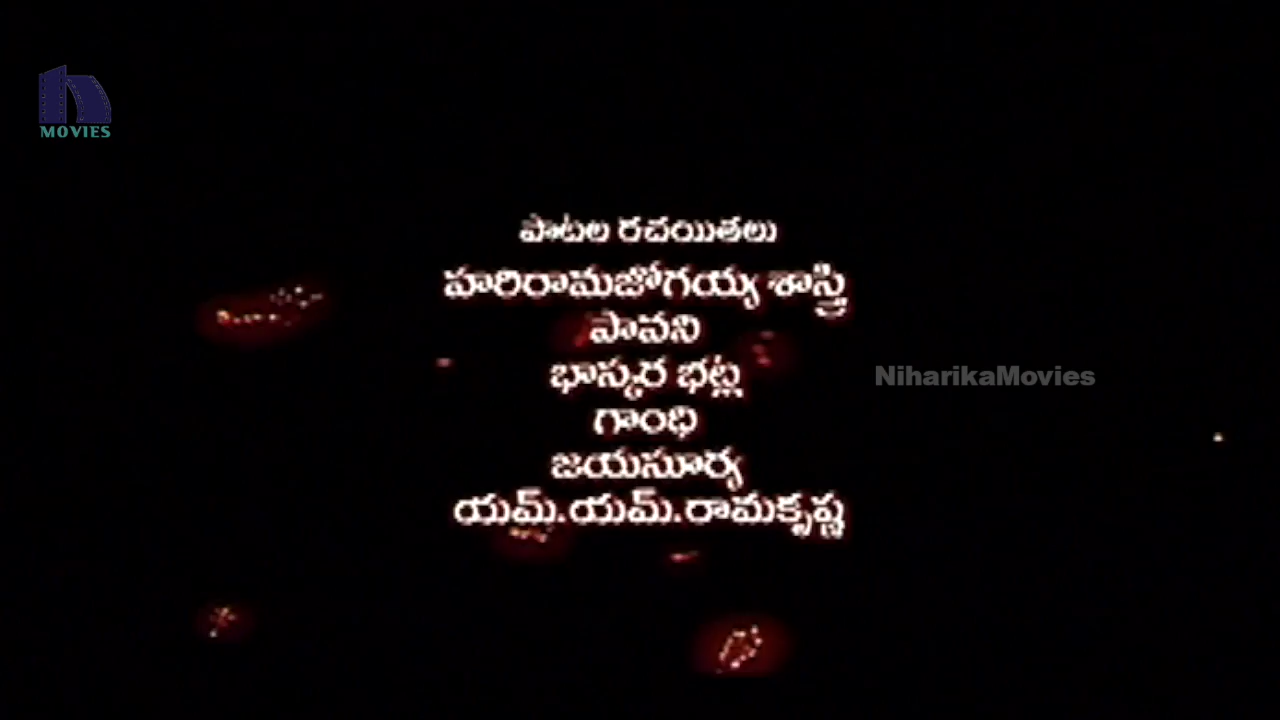 MOVIES
పాటల రచయితలు
హరిరామజోగయ్య శాస్త్రి
పావని
భాస్కర భట్ల
NiharikaMovies
గాంధి
జయసూర్య
యమ్.యమ్.రామకృష్ణ